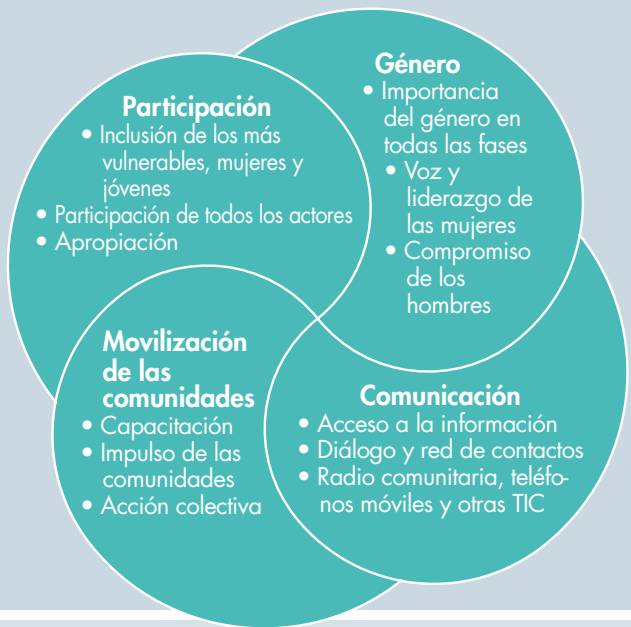 Participación
• Inclusión de los más
vulnerables, mujeres y
jóvenes
• Participación de todos los actores
• Apropiación
Género
• Importancia
del género en
todas las fases
• Voz y
liderazgo de
las mujeres
• Compromiso
de los
hombres
Movilización
de las
comunidades
• Capacitación
• Impulso de las
comunidades
• Acción colectiva
Comunicación
• Acceso a la información
• Diálogo y red de contactos
• Radio comunitaria, teléfo-
nos móviles y otras TIC